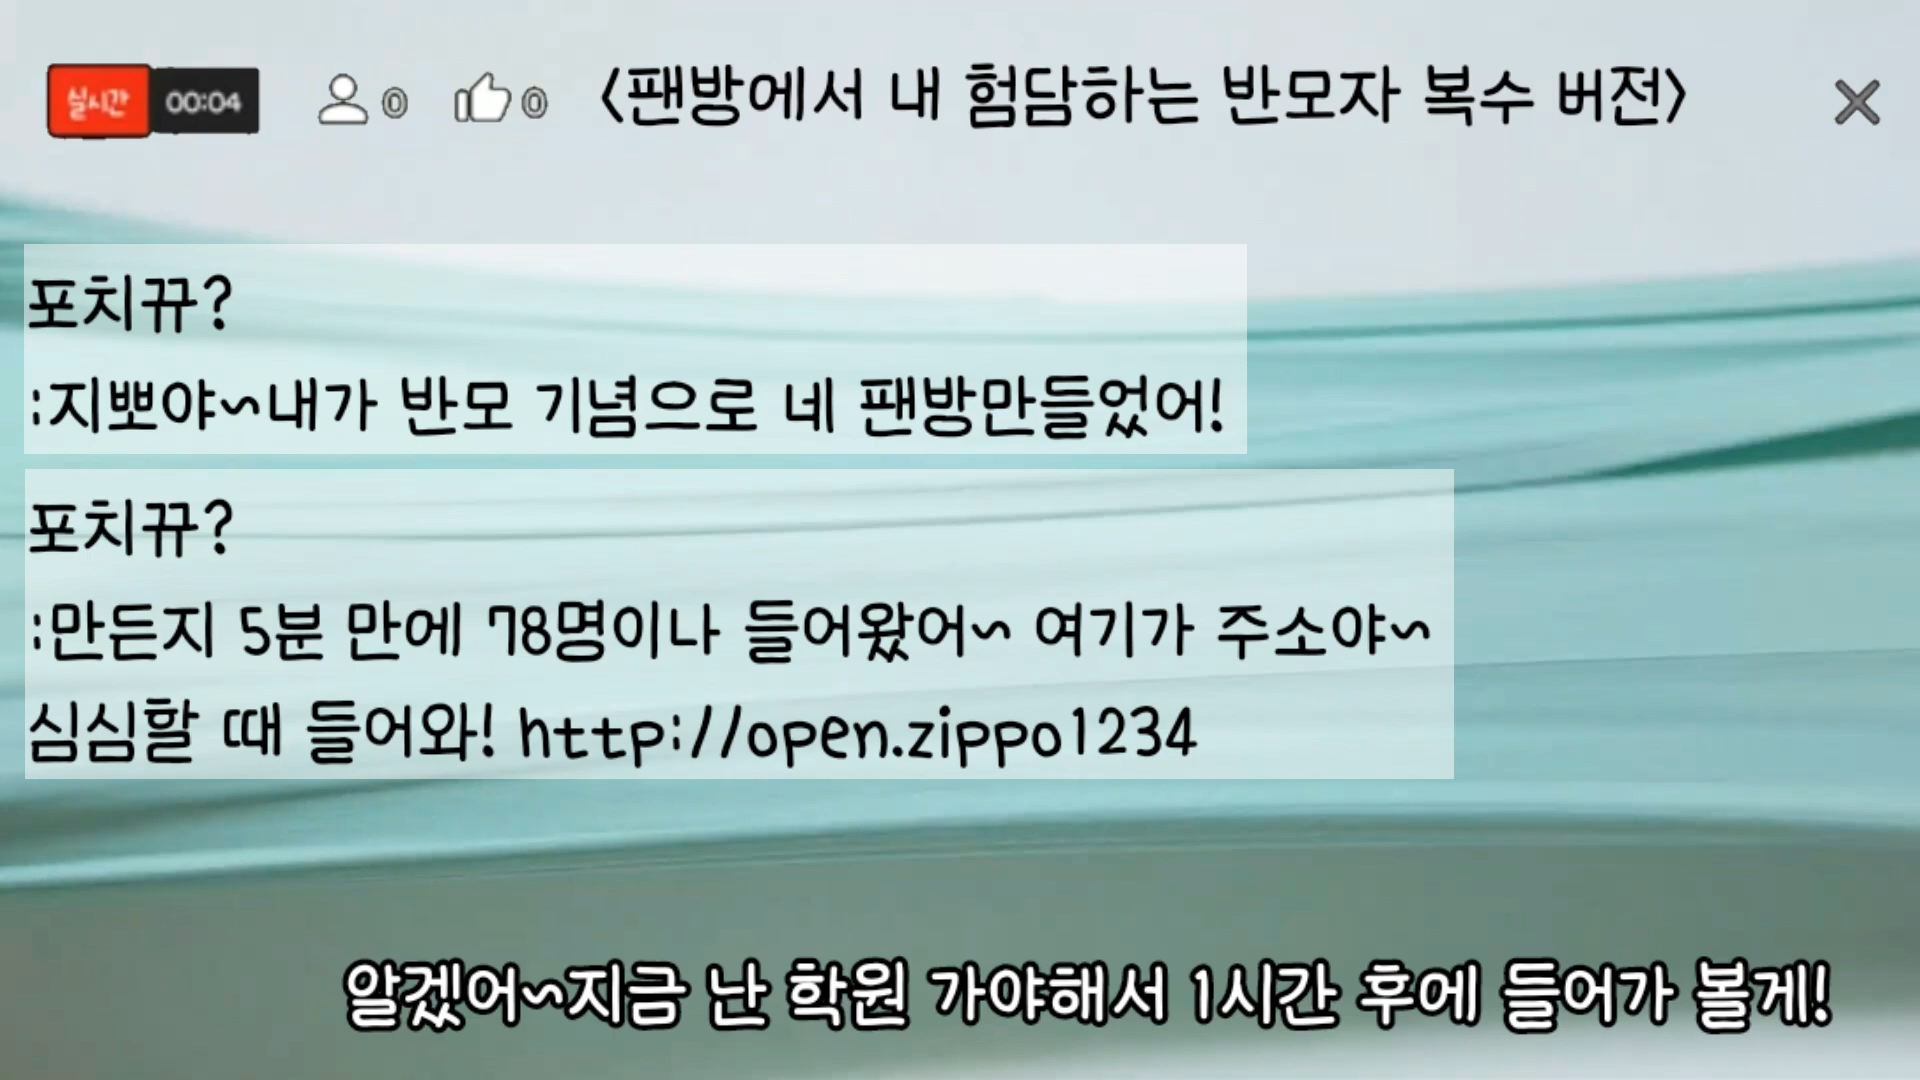 실시간 00:04 0 0 <팬방에서 내 험담하는 반모자 복수 버전>
포치뀨?
:지뽀야~내가 반모 기념으로 네 팬방만들었어!
포치뀨?
:만든지 5분 만에 78명이나 들어왔어~ 여기가 주소야~
심심할 때 들어와! http://open.zippo1234
알겠어~지금 난 학원 가야해서 1시간 후에 들어가 볼게!